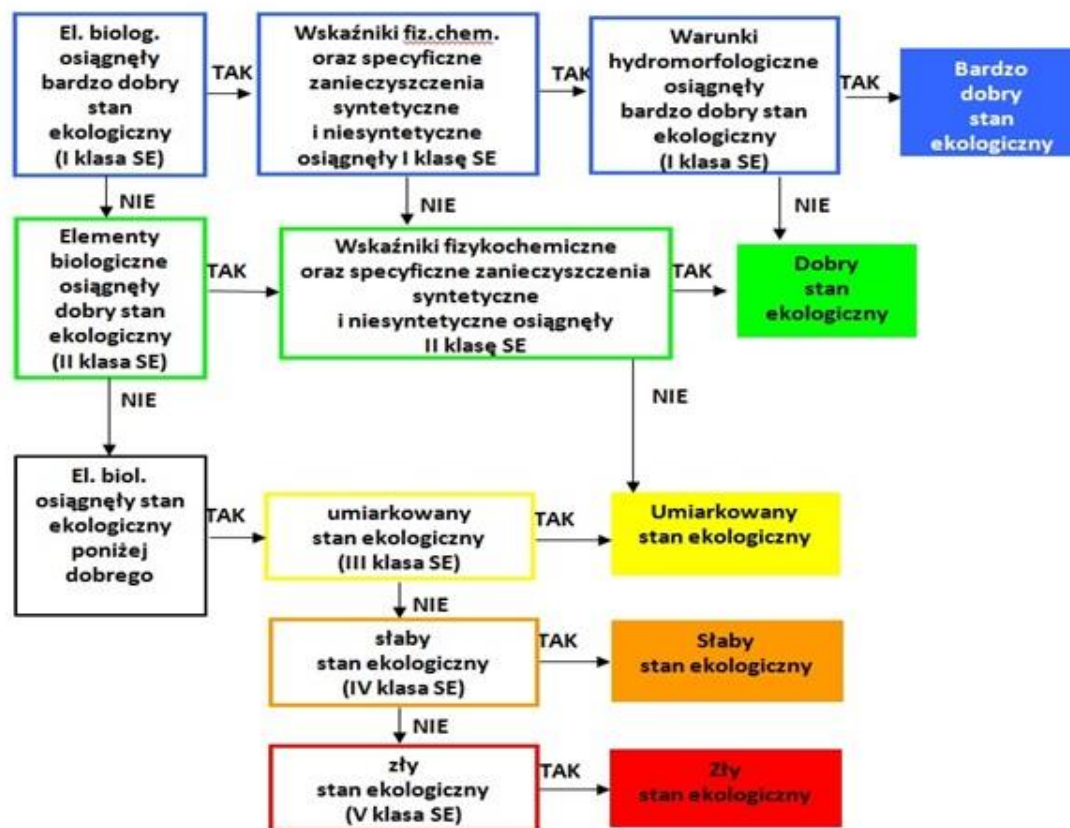 El. biolog.
osiągnęły
bardzo dobry
stan
ekologiczny
(I klasa SE)
TAK
Wskaźniki fiz.chem.
oraz specyficzne
zanieczyszczenia
syntetyczne
i niesyntetyczne
osiągnęły I klasę SE
TAK
Warunki
hydromorfologiczne
osiągnęły
bardzo dobry stan
ekologiczny
(I klasa SE)
TAK
Bardzo
dobry
stan
ekologiczny
NIE
NIE
NIE
Elementy
biologiczne
osiągnęły
dobry stan
ekologiczny
(II klasa SE)
TAK
Wskaźniki fizykochemiczne
oraz specyficzne zanieczyszczenia
syntetyczne
i niesyntetyczne osiągnęły
II klasę SE
TAK
Dobry
stan
ekologiczny
NIE
NIE
El. biol.
osiągnęły stan
ekologiczny
poniżej
dobrego
TAK
umiarkowany
stan ekologiczny
(III klasa SE)
TAK
Umiarkowany
stan ekologiczny
NIE
słaby
stan ekologiczny
(IV klasa SE)
TAK
Słaby
stan ekologiczny
NIE
zły
stan ekologiczny
(V klasa SE)
TAK
Zły
stan ekologiczny